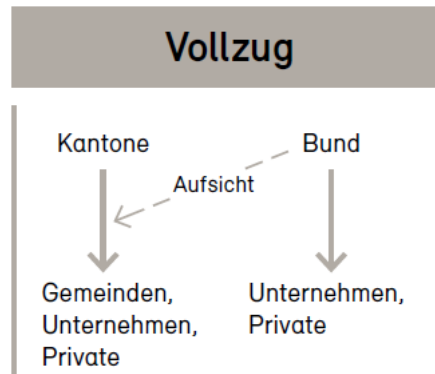 Vollzug
Kantone
Bund
Aufsicht
Gemeinden,
Unternehmen,
Private
Unternehmen,
Private